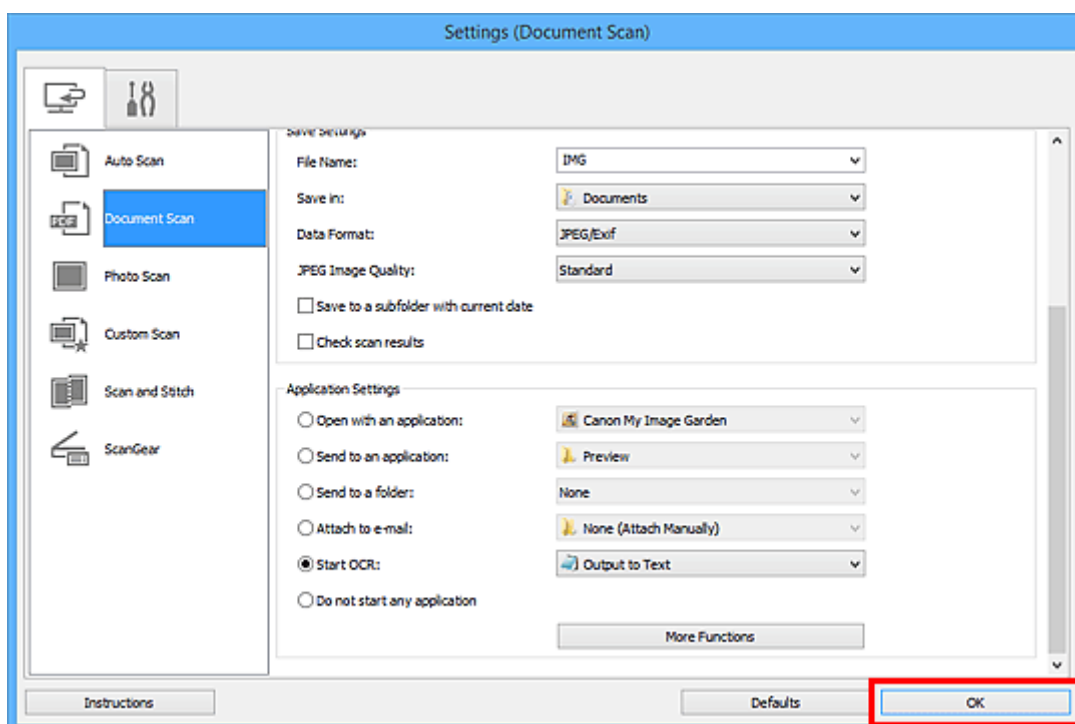 Settings (Document Scan)
Save Settings
Auto Scan
File Name: IMG
Document Scan
Save in: Documents
Data Format: JPEG/Exif
Photo Scan
JPEG Image Quality: Standard
Save to a subfolder with current date
Custom Scan
Check scan results
Scan and Stitch
Application Settings
Open with an application: Canon My Image Garden
ScanGear
Send to an application: Preview
Send to a folder: None
Attach to e-mail: None (Attach Manually)
Start OCR: Output to Text
Do not start any application
More Functions
Instructions
Defaults
OK